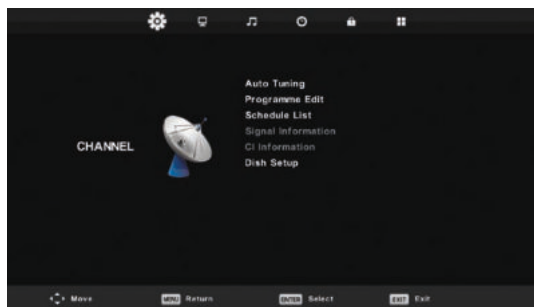 CHANNEL
Auto Tuning
Programme Edit
Schedule List
Signal Information
CI Information
Dish Setup
Move MENU Return ENTER Select EXIT Exit